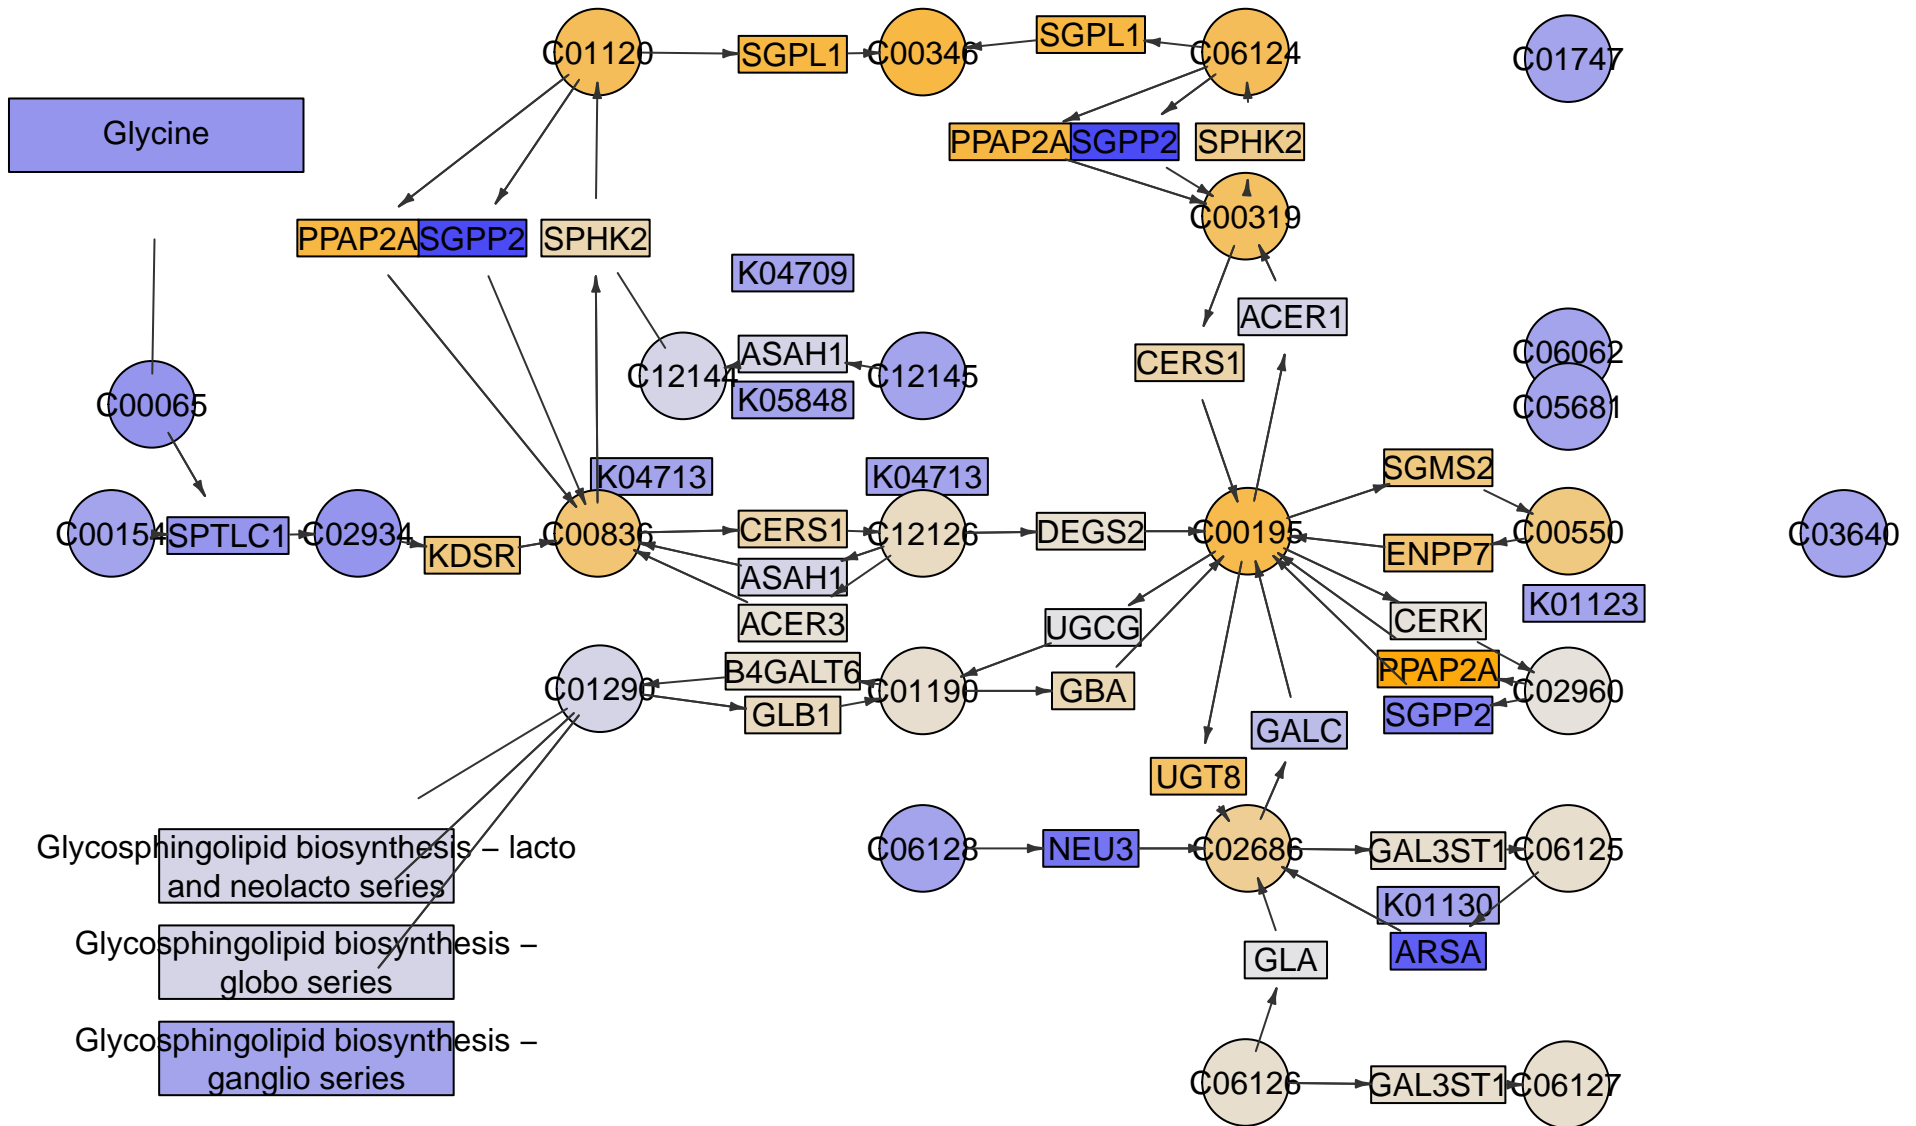 C01120
SGPL1
C00346
SGPL1
C06124
C01747
Glycine
PPAP2A
SGPP2
SPHK2
C00319
PPAP2A
SGPP2
SPHK2
K04709
ACER1
C12144
ASAH1
C12145
CERS1
C06062
K05848
C00065
C05681
K04713
K04713
SGMS2
C00154
SPTLC1
C02934
KDSR
C00836
CERS1
C12126
DEGS2
C00195
C00550
C03640
ENPP7
ASAH1
K01123
ACER3
UGCG
CERK
B4GALT6
PPAP2A
C01290
C01190
GBA
C02960
GLB1
SGPP2
GALC
UGT8
Glycosphingolipid biosynthesis – lacto
and neolacto series
C06128
NEU3
C02686
GAL3ST1
C06125
K01130
Glycosphingolipid biosynthesis –
globo series
GLA
ARSA
Glycosphingolipid biosynthesis –
ganglio series
C06126
GAL3ST1
C06127